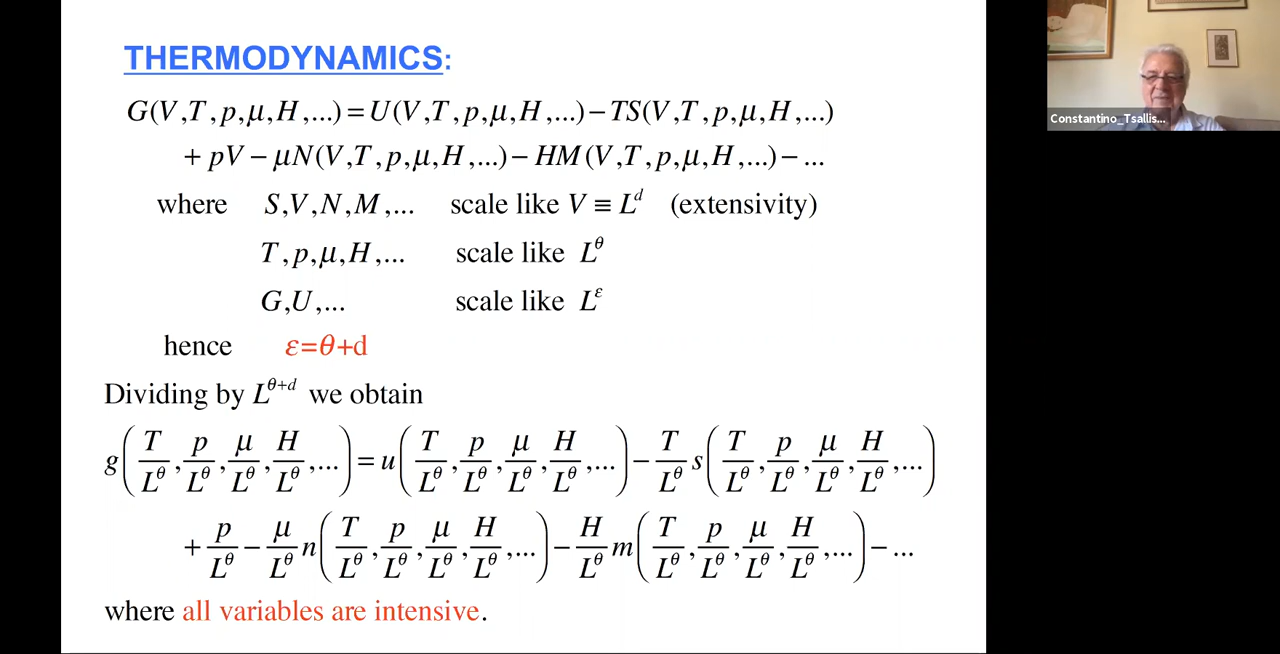 THERMODYNAMICS:
G(V,T,p,μ,H,...)=U(V,T,p,μ,H,...)−TS(V,T,p,μ,H,...)
+ pV − μN(V,T,p,μ,H,...) − HM(V,T,p,μ,H,...) − ...
where S,V,N,M,... scale like V ≡ L^d (extensivity)
T,p,μ,H,... scale like L^θ
G,U,... scale like L^ε
hence ε=θ+d
Dividing by L^{θ+d} we obtain
g(T/L^θ, p/L^θ, μ/L^θ, H/L^θ,...) = u(T/L^θ, p/L^θ, μ/L^θ, H/L^θ,...) − T/L^θ s(T/L^θ, p/L^θ, μ/L^θ, H/L^θ,...)
+ p/L^θ − μ/L^θ n(T/L^θ, p/L^θ, μ/L^θ, H/L^θ,...) − H/L^θ m(T/L^θ, p/L^θ, μ/L^θ, H/L^θ,...) − ...
where all variables are intensive.
Constantino_Tsallis...